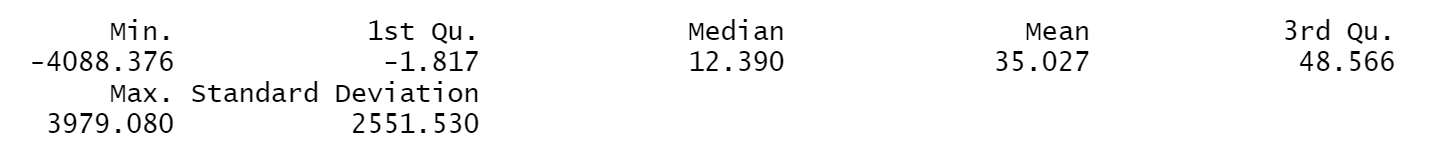 Min. 1st Qu. Median Mean 3rd Qu.
-4088.376 -1.817 12.390 35.027 48.566
Max. Standard Deviation
3979.080 2551.530